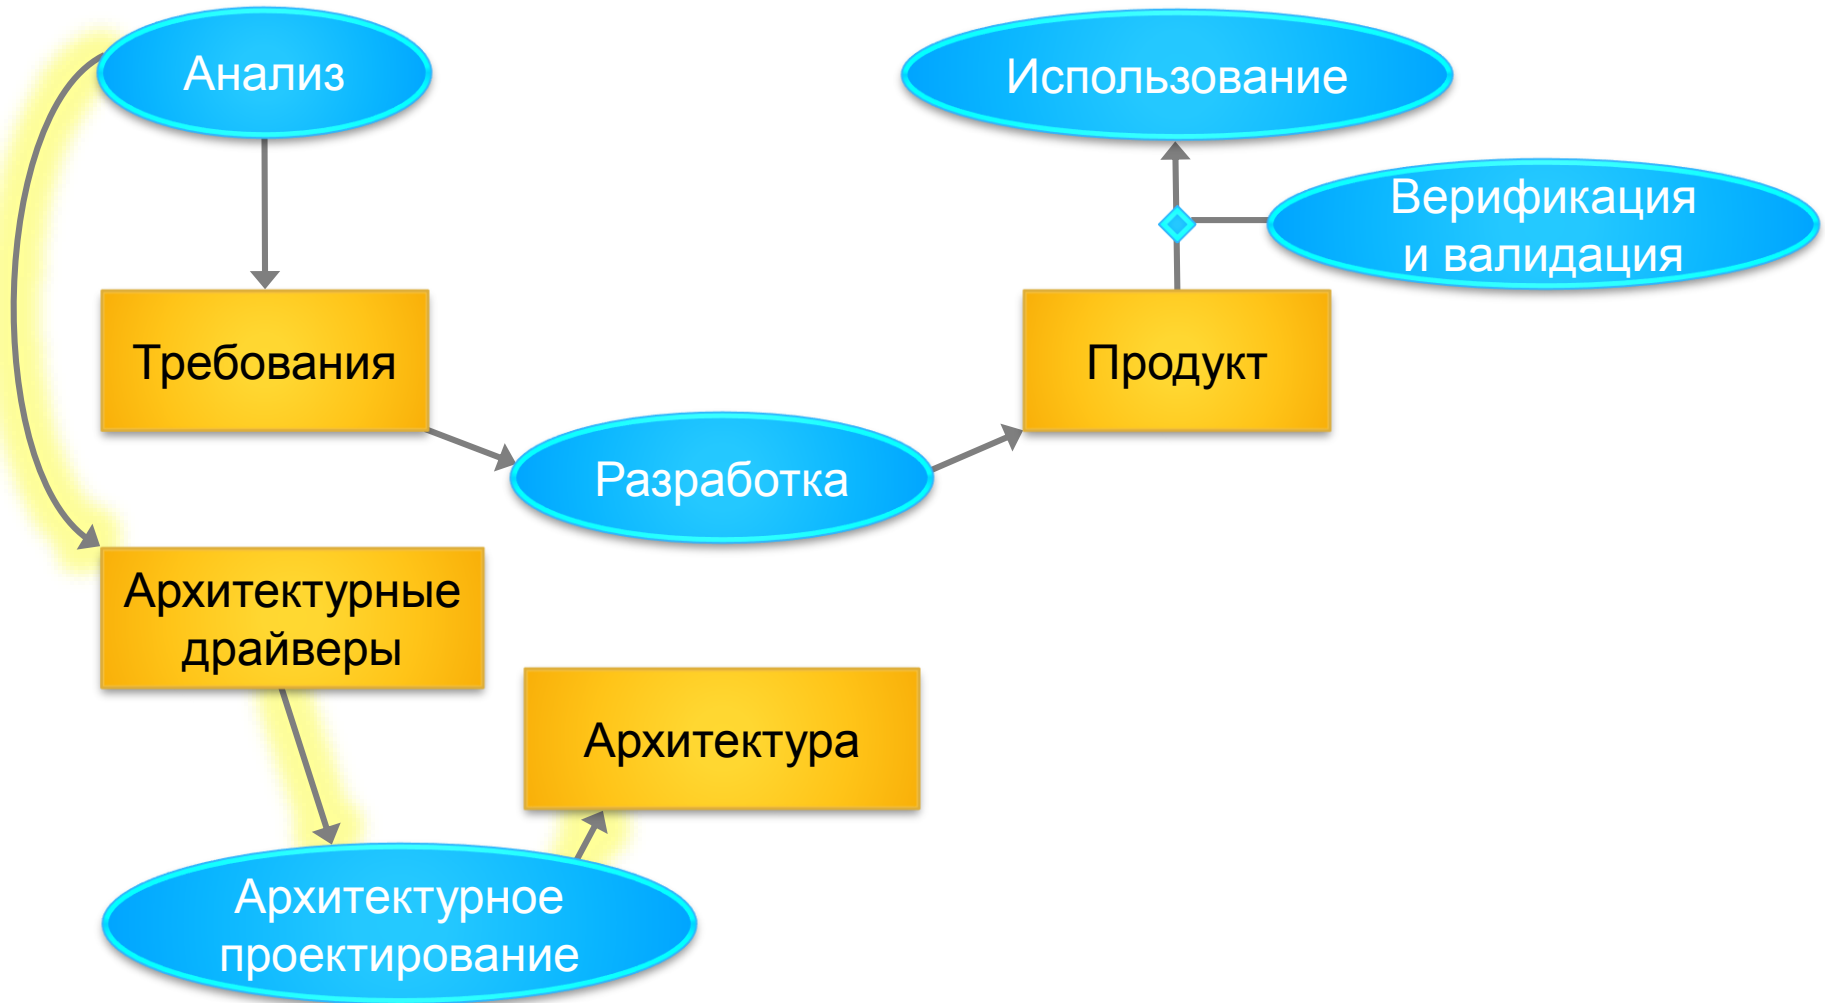 Анализ
Использование
Верификация
и валидация
Требования
Продукт
Разработка
Архитектурные
драйверы
Архитектура
Архитектурное
проектирование